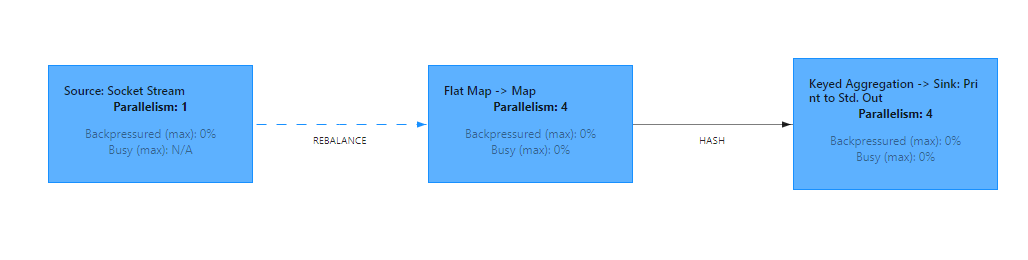 Source: Socket Stream
Parallelism: 1
Backpressured (max): 0%
Busy (max): N/A
REBALANCE
Flat Map -> Map
Parallelism: 4
Backpressured (max): 0%
Busy (max): 0%
HASH
Keyed Aggregation -> Sink: Pri
nt to Std. Out
Parallelism: 4
Backpressured (max): 0%
Busy (max): 0%